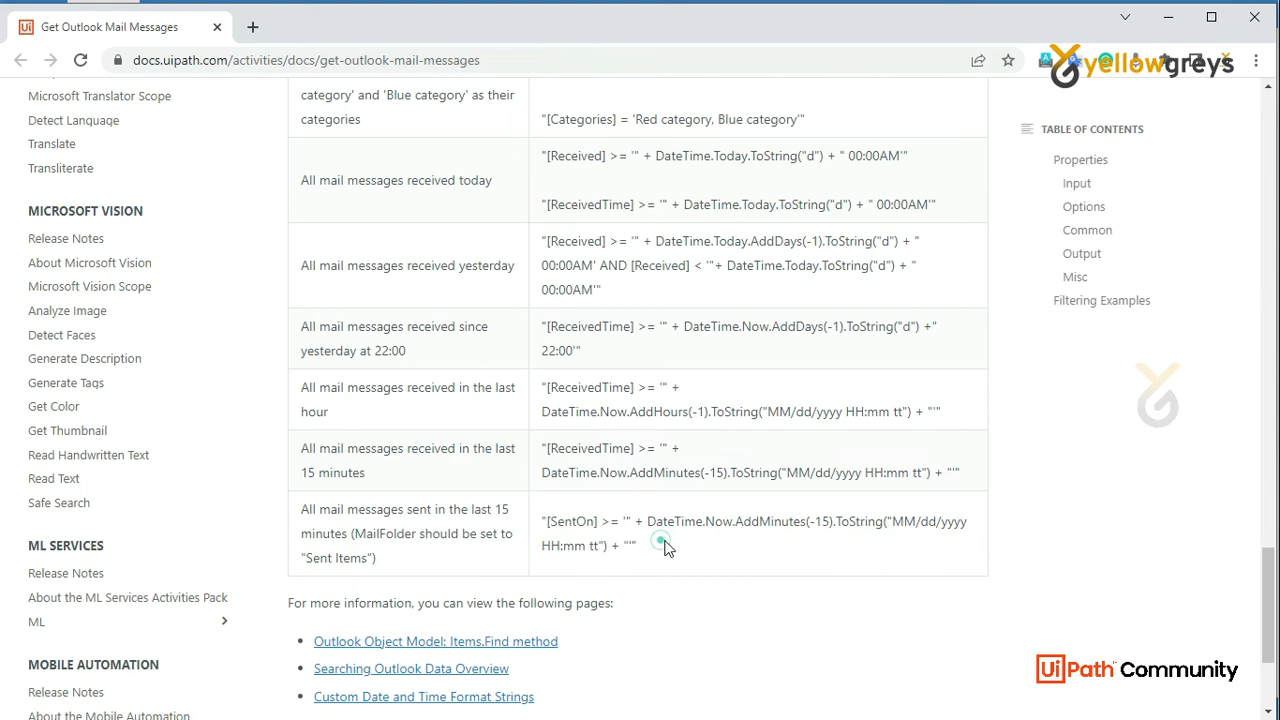 Get Outlook Mail Messages
docs.uipath.com/activities/docs/get-outlook-mail-messages
yellowgreys
Microsoft Translator Scope
Detect Language
Translate
Transliterate
MICROSOFT VISION
Release Notes
About Microsoft Vision
Microsoft Vision Scope
Analyze Image
Detect Faces
Generate Description
Generate Tags
Get Color
Get Thumbnail
Read Handwritten Text
Read Text
Safe Search
ML SERVICES
Release Notes
About the ML Services Activities Pack
ML
MOBILE AUTOMATION
Release Notes
About the Mobile Automation
category' and 'Blue category' as their
categories
"[Categories] = 'Red category, Blue category'"
All mail messages received today
"[Received] >= '" + DateTime.Today.ToString("d") + " 00:00AM'"
"[ReceivedTime] >= '" + DateTime.Today.ToString("d") + " 00:00AM'"
All mail messages received yesterday
"[Received] >= '" + DateTime.Today.AddDays(-1).ToString("d") + "
00:00AM' AND [Received] < '"+ DateTime.Today.ToString("d") + "
00:00AM'"
All mail messages received since
yesterday at 22:00
"[ReceivedTime] >= '" + DateTime.Now.AddDays(-1).ToString("d") +"
22:00'"
All mail messages received in the last
hour
"[ReceivedTime] >= '" +
DateTime.Now.AddHours(-1).ToString("MM/dd/yyyy HH:mm tt") + "'"
All mail messages received in the last
15 minutes
"[ReceivedTime] >= '" +
DateTime.Now.AddMinutes(-15).ToString("MM/dd/yyyy HH:mm tt") + "'"
All mail messages sent in the last 15
minutes (MailFolder should be set to
"Sent Items")
"[SentOn] >= '" + DateTime.Now.AddMinutes(-15).ToString("MM/dd/yyyy
HH:mm tt") + "'"
For more information, you can view the following pages:
• Outlook Object Model: Items.Find method
• Searching Outlook Data Overview
• Custom Date and Time Format Strings
TABLE OF CONTENTS
Properties
Input
Options
Common
Output
Misc
Filtering Examples
UiPath Community